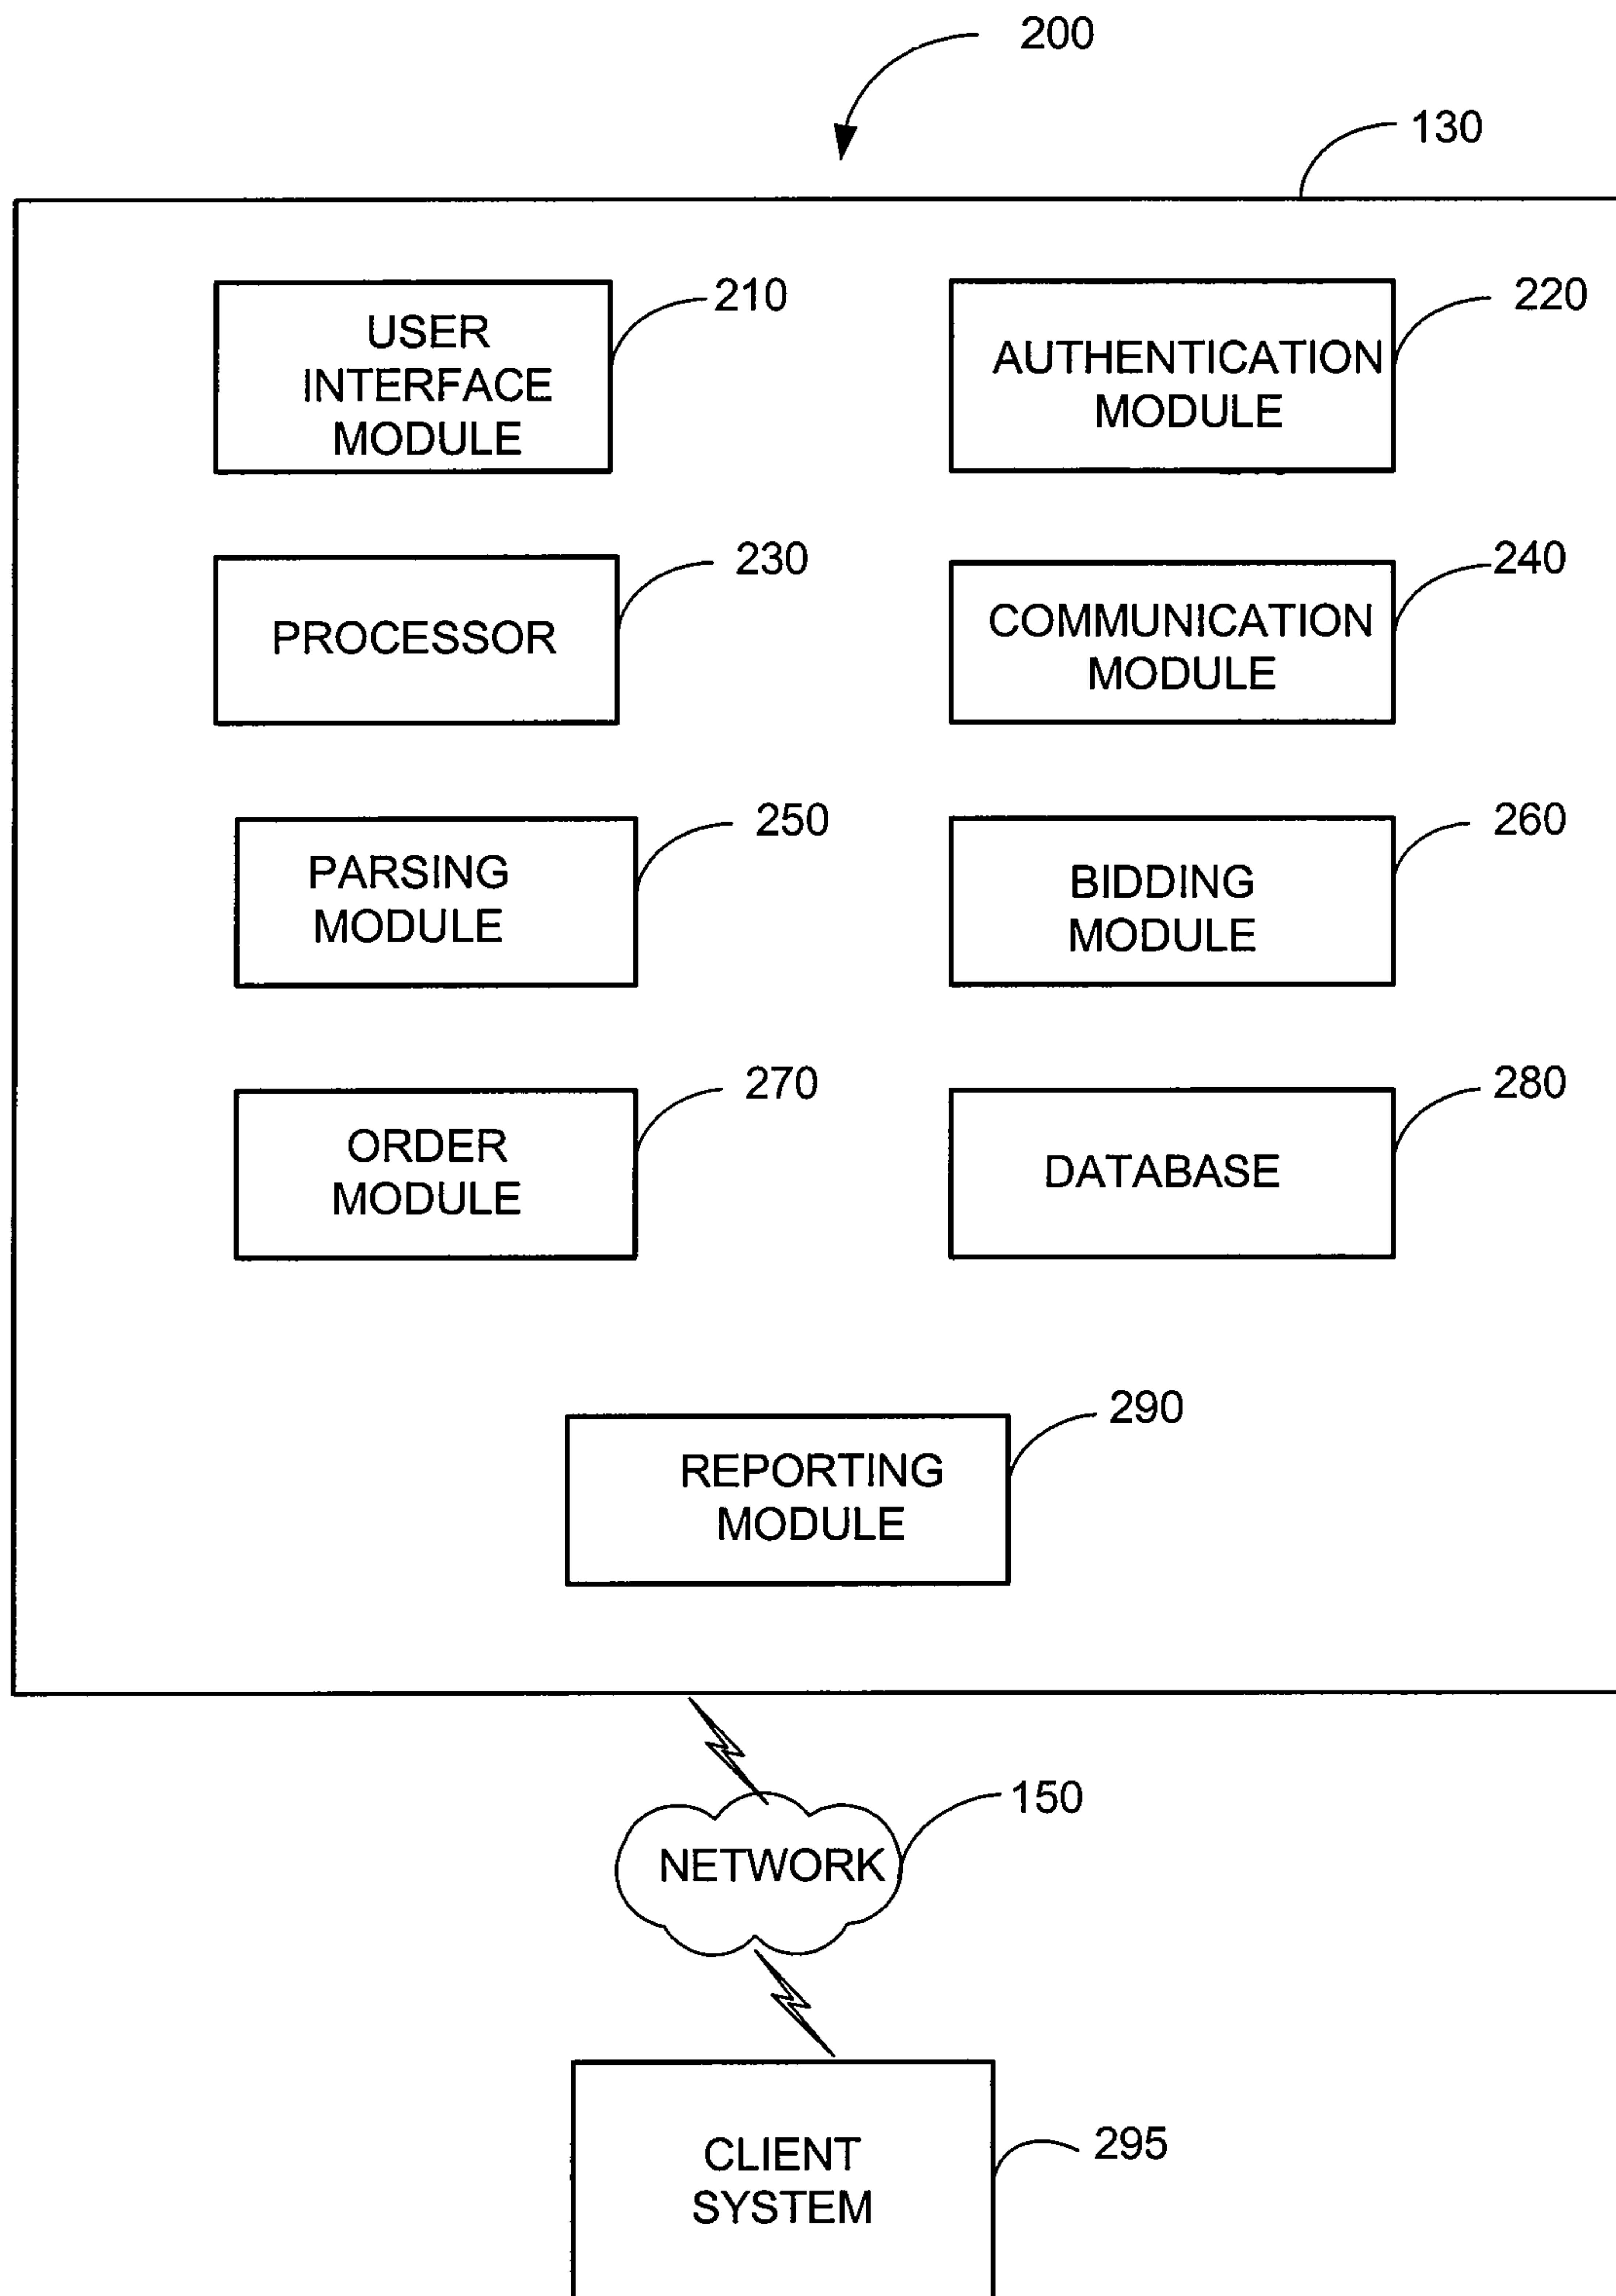 200
130
USER
INTERFACE
MODULE
210
AUTHENTICATION
MODULE
220
PROCESSOR
230
COMMUNICATION
MODULE
240
PARSING
MODULE
250
BIDDING
MODULE
260
ORDER
MODULE
270
DATABASE
280
REPORTING
MODULE
290
NETWORK
150
CLIENT
SYSTEM
295